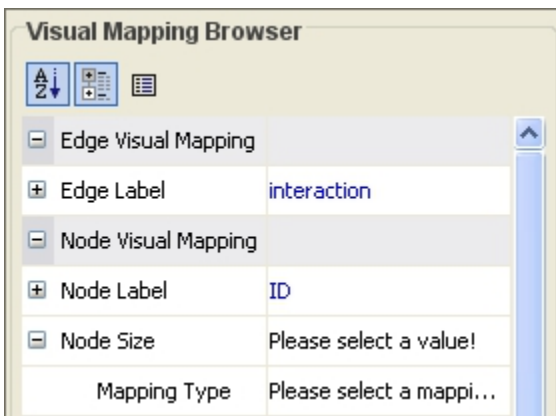 Visual Mapping Browser
A
Z
Edge Visual Mapping
Edge Label interaction
Node Visual Mapping
Node Label ID
Node Size Please select a value!
Mapping Type Please select a mappi...